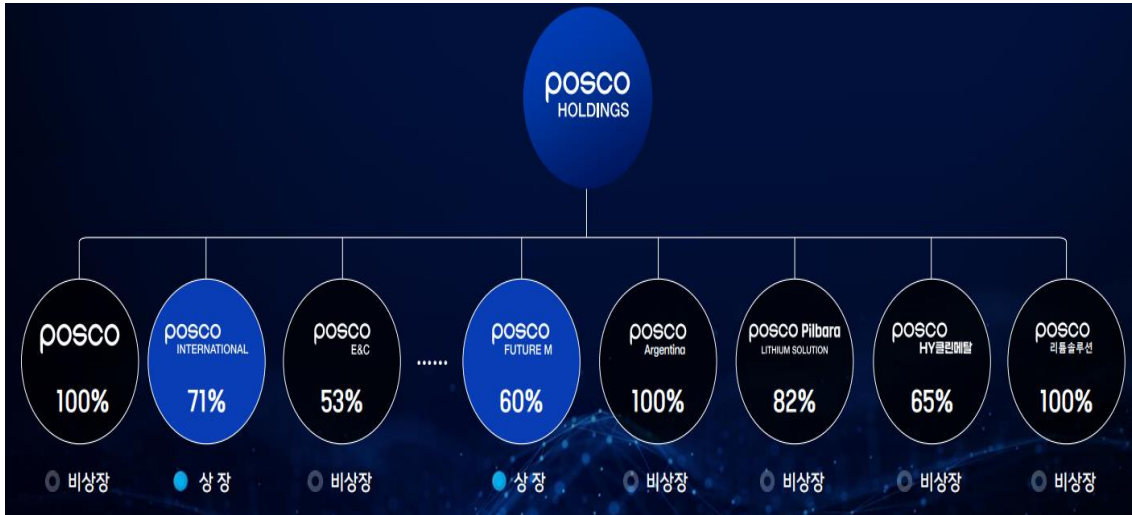 posco
HOLDINGS
posco
100%
비상장
posco
INTERNATIONAL
71%
상 장
posco
E&C
53%
비상장
······
posco
FUTURE M
60%
상 장
posco
Argentina
100%
비상장
posco Pilbara
LITHIUM SOLUTION
82%
비상장
posco
HY클린메탈
65%
비상장
posco
리튬솔루션
100%
비상장